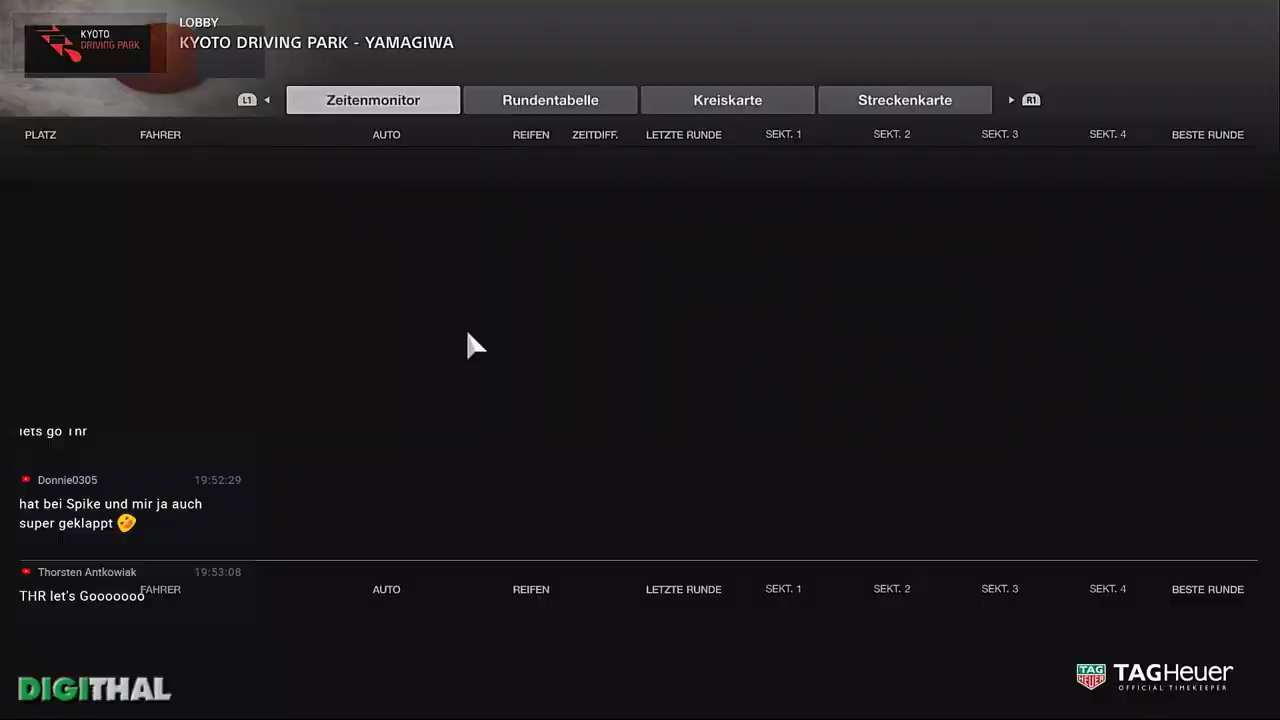 KYOTO
DRIVING PARK
LOBBY
KYOTO DRIVING PARK - YAMAGIWA
L1 Zeitenmonitor Rundentabelle Kreiskarte Streckenkarte R1
PLATZ FAHRER AUTO REIFEN ZEITDIFF. LETZTE RUNDE SEKT. 1 SEKT. 2 SEKT. 3 SEKT. 4 BESTE RUNDE
lets go Thr
Donnie0305 19:52:29
hat bei Spike und mir ja auch
super geklappt 🤣
Thorsten Antkowiak 19:53:08
THR let's Gooooooo
FAHRER AUTO REIFEN LETZTE RUNDE SEKT. 1 SEKT. 2 SEKT. 3 SEKT. 4 BESTE RUNDE
DIGITHAL
TAG
HEUER
TAGHeuer
OFFICIAL TIMEKEEPER